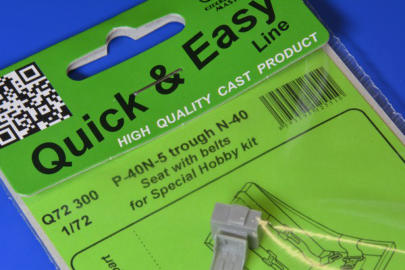 Quick & Easy
Line
HIGH QUALITY CAST PRODUCT
Q72 300
1/72
P-40N-5 trough N-40
Seat with belts
for Special Hobby kit